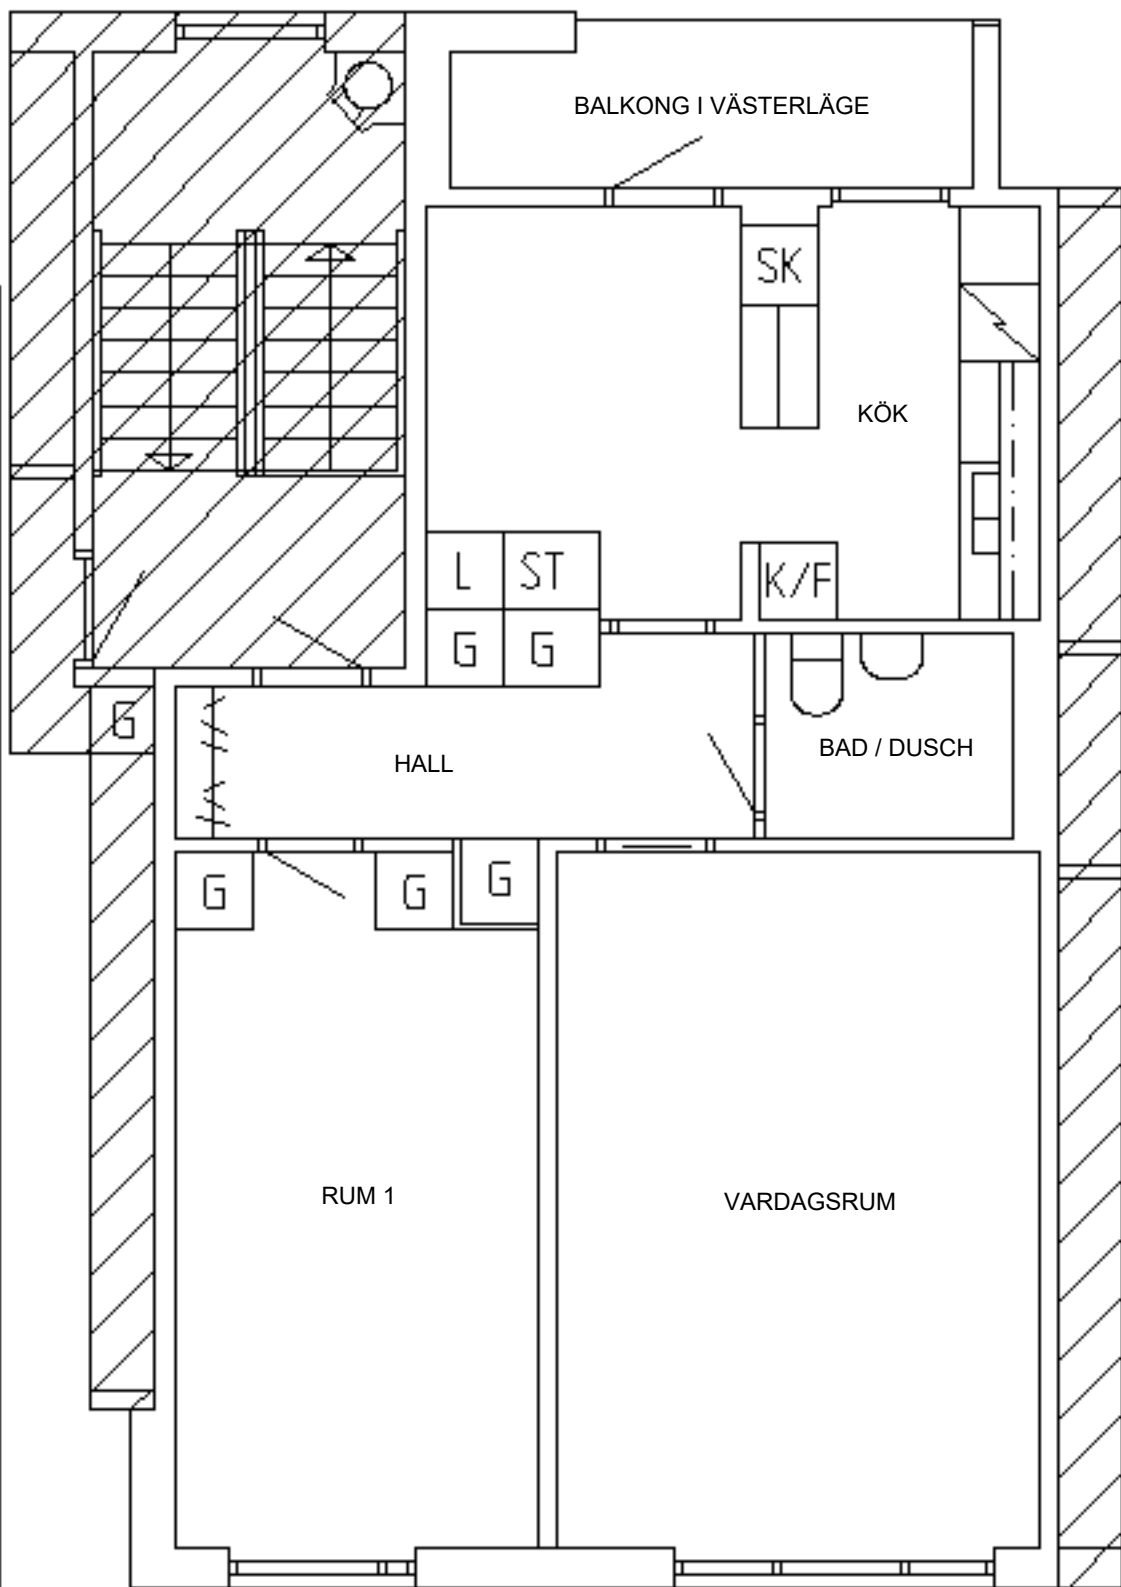 BALKONG I VÄSTERLÄGE
SK
KÖK
L ST
K/F
G G
G
HALL
BAD / DUSCH
G G G
RUM 1
VARDAGSRUM